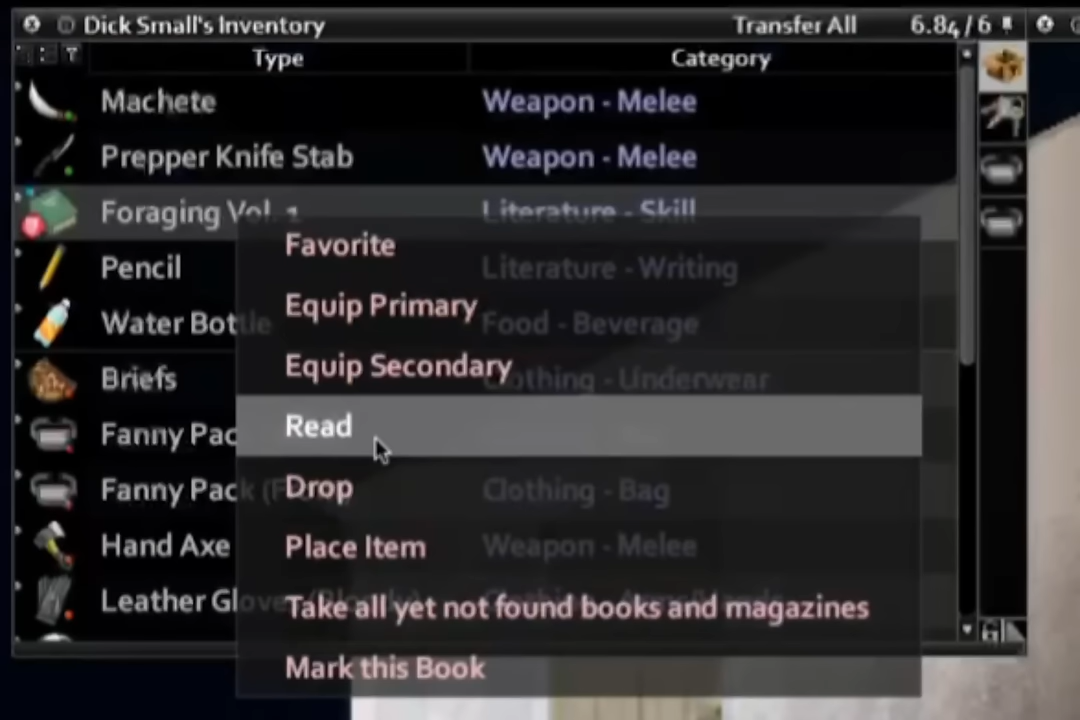 Dick Small's Inventory Transfer All 6.84 / 6
Type Category
Machete Weapon - Melee
Prepper Knife Stab Weapon - Melee
Foraging Vol. 1 Literature - Skill
Favorite
Pencil Literature - Writing
Equip Primary
Water Bottle Food - Beverage
Equip Secondary
Briefs Clothing - Underwear
Read
Fanny Pac
Drop
Fanny Pack (F Clothing - Bag
Place Item
Hand Axe Weapon - Melee
Leather Glove
Take all yet not found books and magazines
Mark this Book